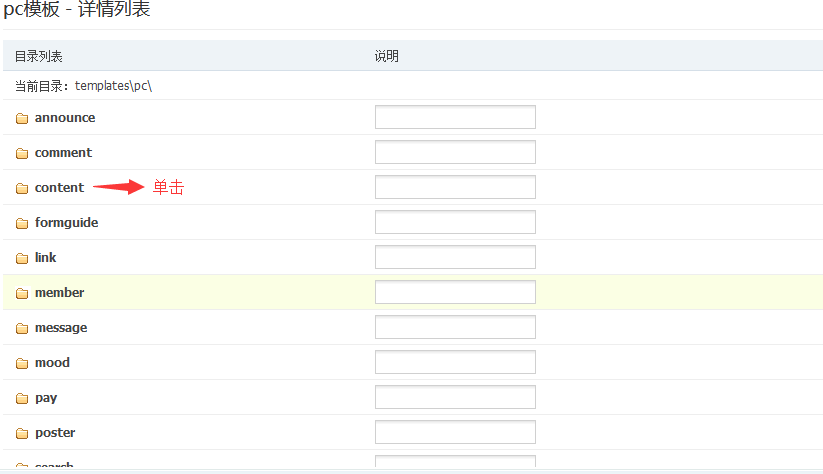 pc模板 - 详情列表
目录列表 说明
当前目录：templates\pc\
announce
comment
content 单击
formguide
link
member
message
mood
pay
poster
search